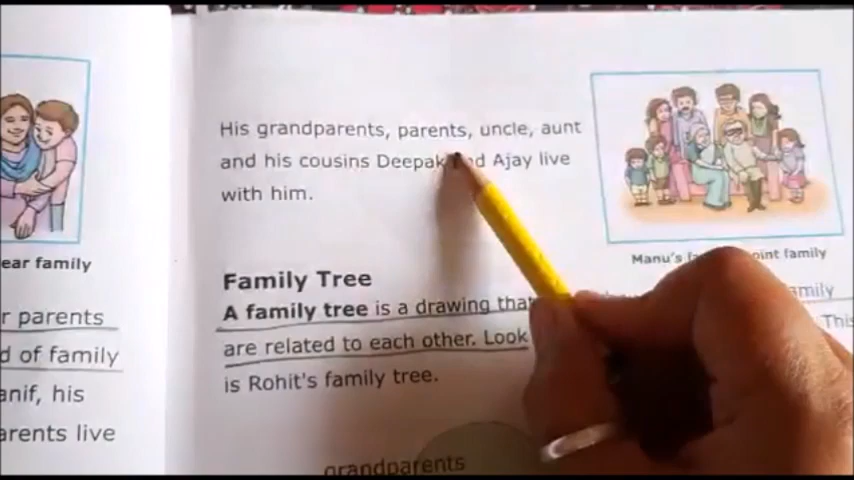 ear family
r parents
d of family
anif, his
arents live
His grandparents, parents, uncle, aunt
and his cousins Deepak and Ajay live
with him.
Manu's family joint family
Family Tree
A family tree is a drawing that
amily
are related to each other. Look
This
is Rohit's family tree.
grandparents